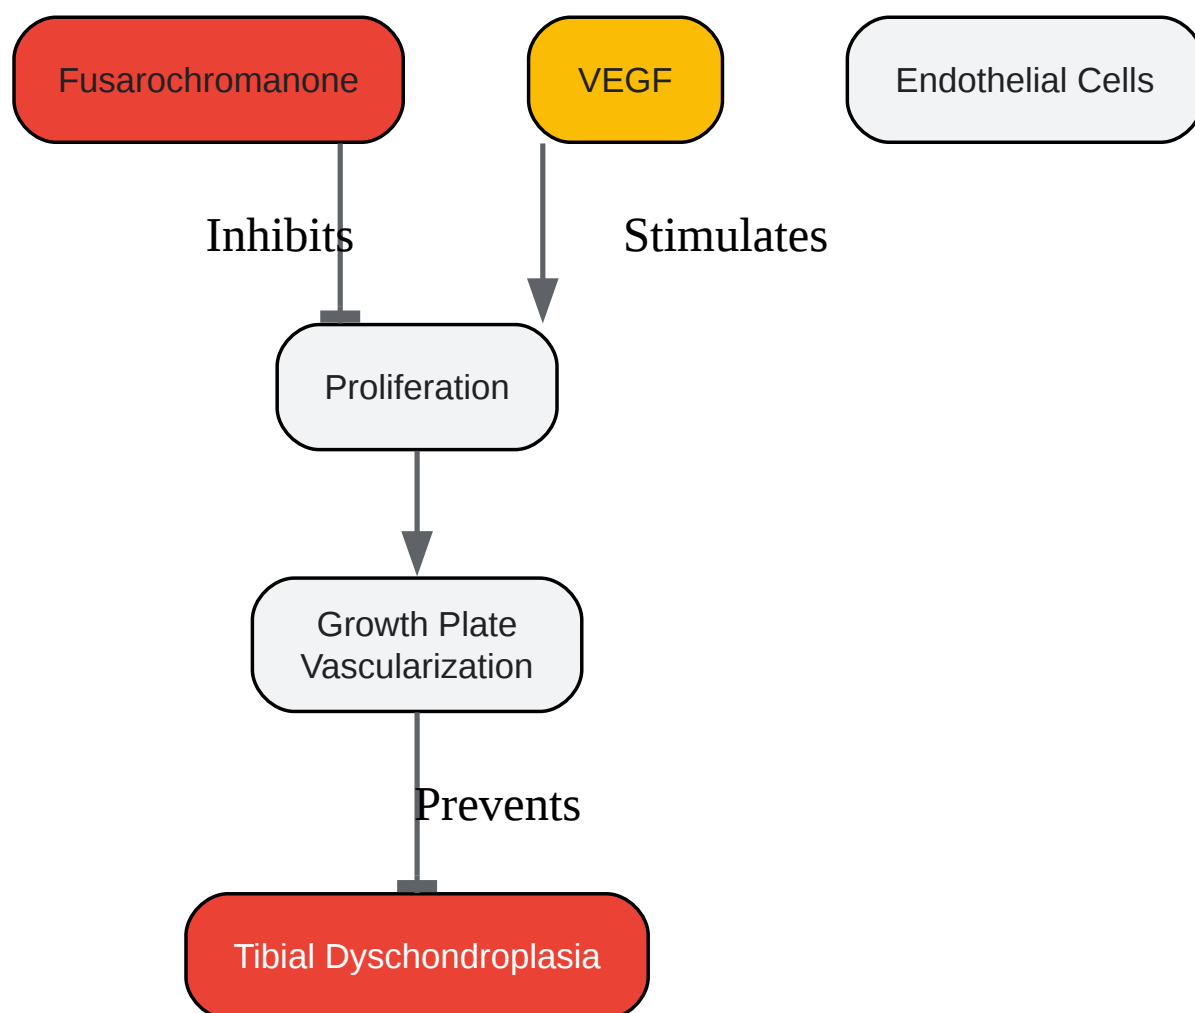 Fusarochromanone
VEGF
Endothelial Cells
Inhibits
Stimulates
Proliferation
Growth Plate
Vascularization
Prevents
Tibial Dyschondroplasia